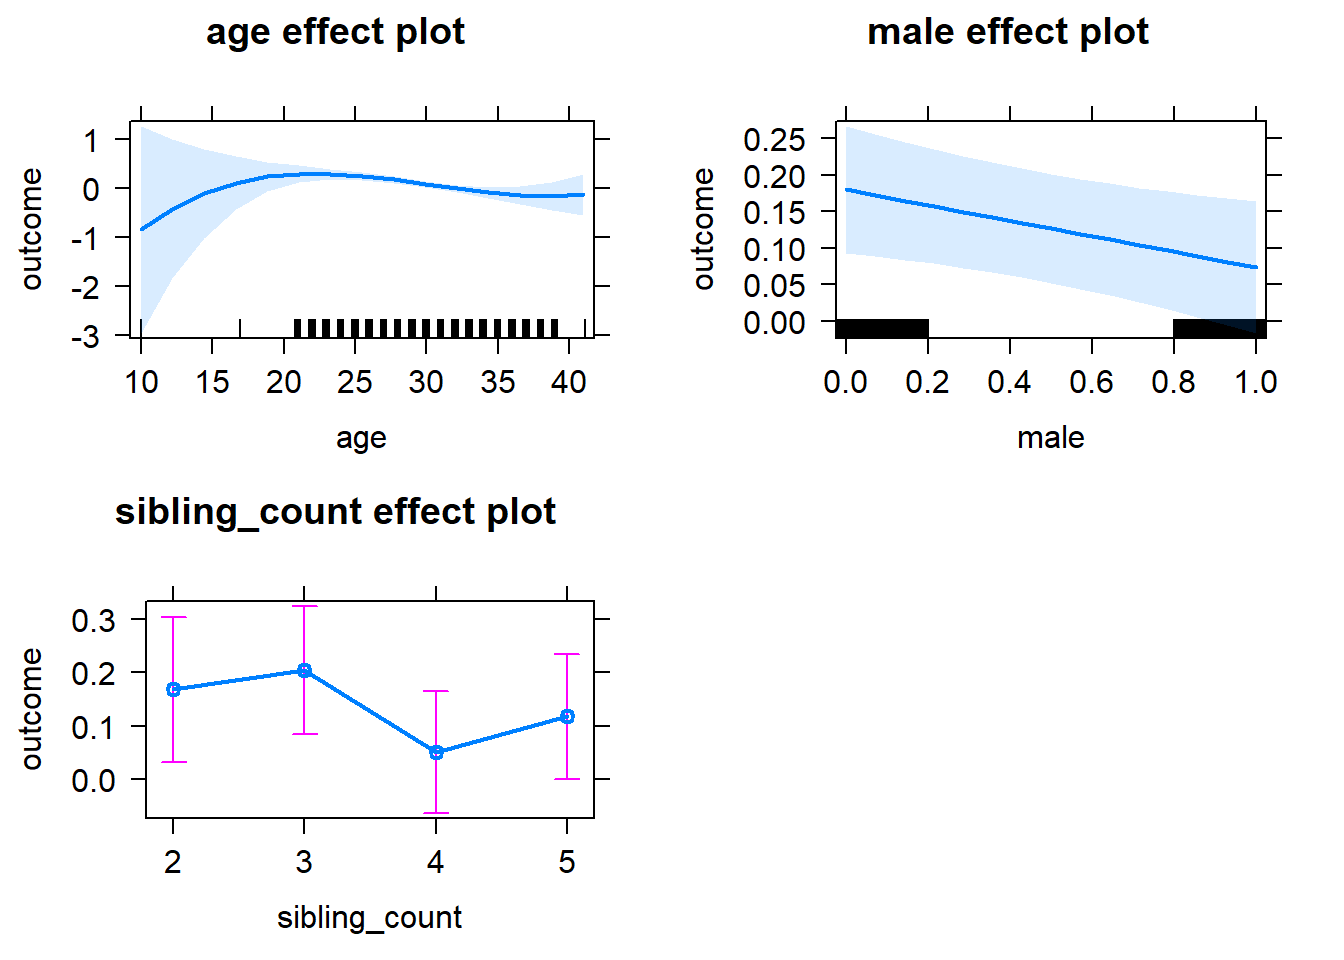 age effect plot
outcome
1
0
-1
-2
-3
10 15 20 25 30 35 40
age
male effect plot
outcome
0.25
0.20
0.15
0.10
0.05
0.00
0.0 0.2 0.4 0.6 0.8 1.0
male
sibling_count effect plot
outcome
0.3
0.2
0.1
0.0
2 3 4 5
sibling_count